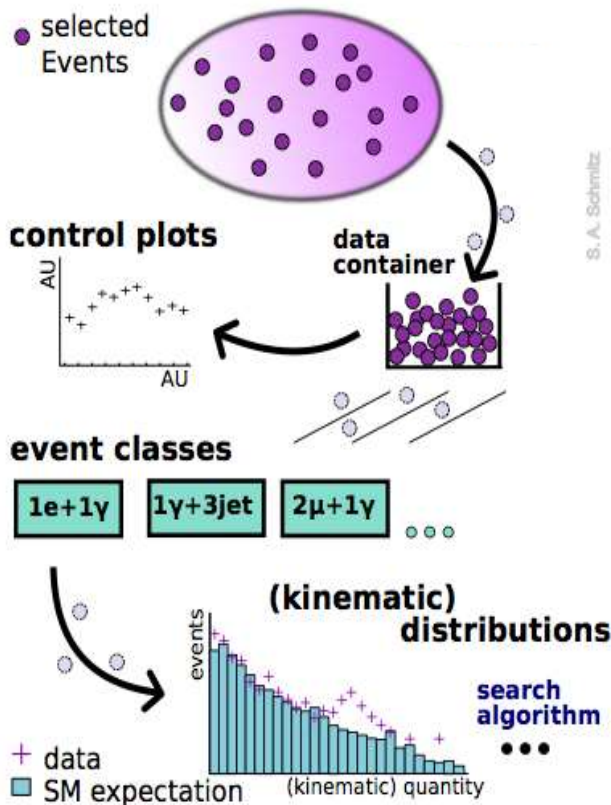 selected
Events
S. A. Schmitz
control plots
data
container
AU
AU
event classes
1e+1γ
1γ+3jet
2μ+1γ
(kinematic)
distributions
events
search
algorithm
data
SM expectation
(kinematic) quantity